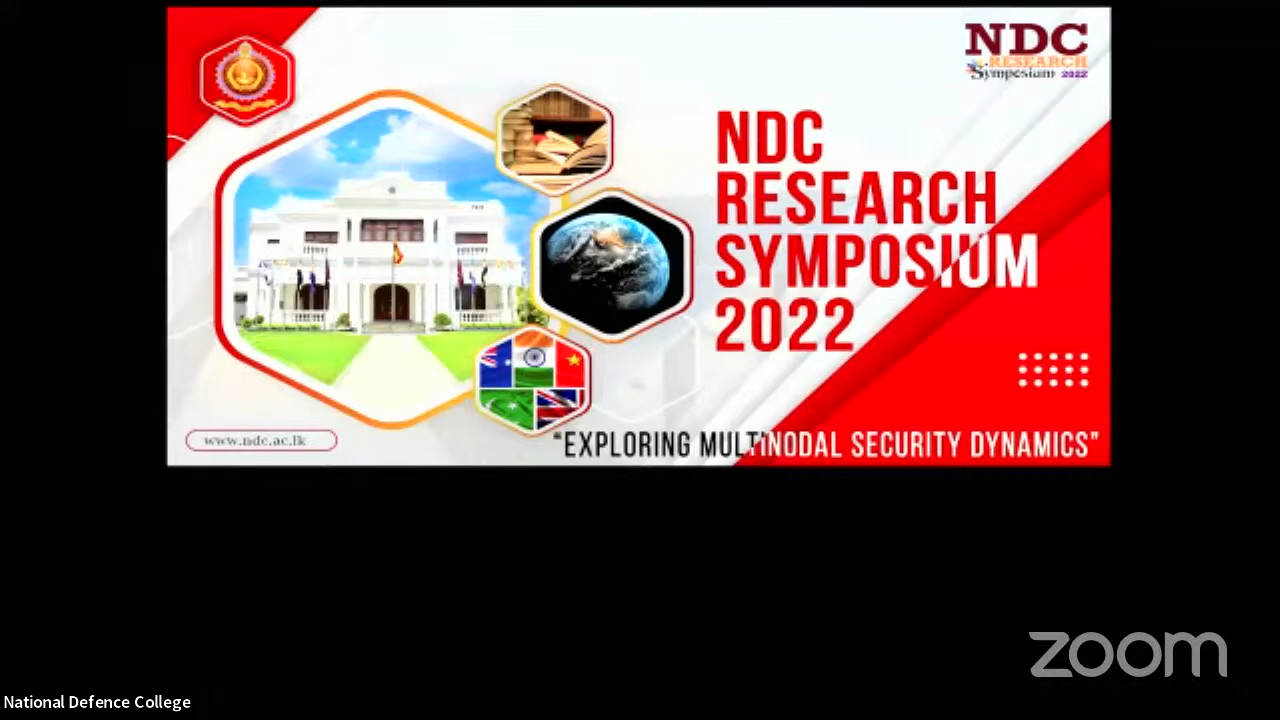 NDC
RESEARCH
Symposium 2022
NDC
RESEARCH
SYMPOSIUM
2022
www.ndc.ac.lk
"EXPLORING MULTINODAL SECURITY DYNAMICS"
zoom
National Defence College